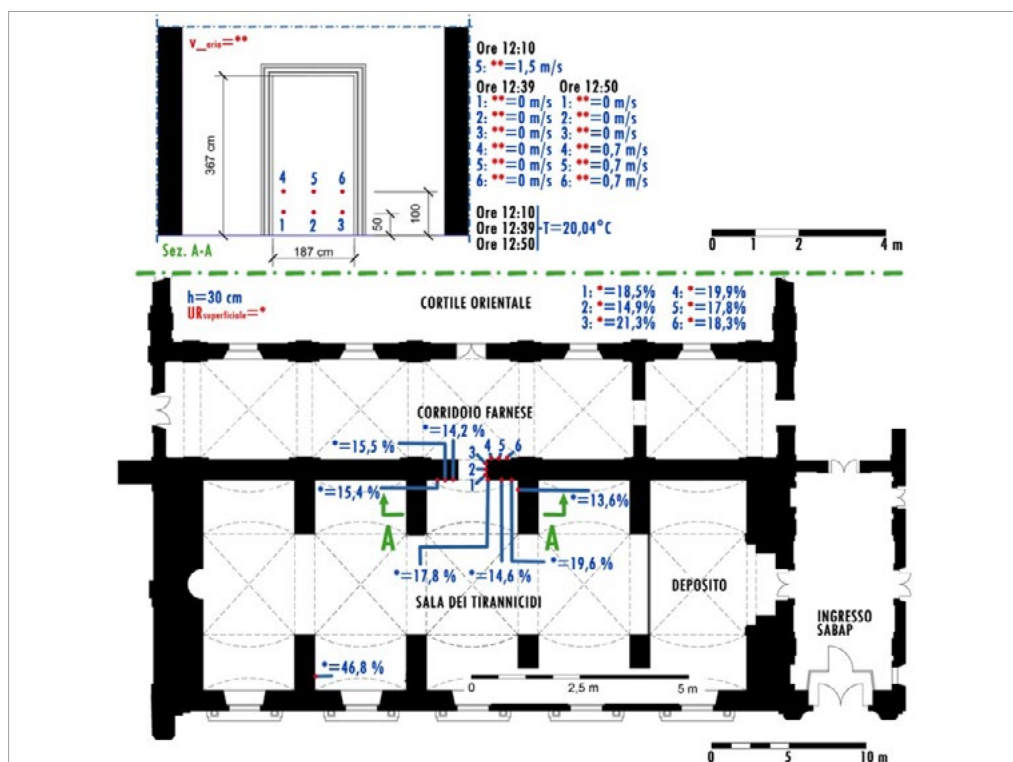 v_aria=**
Ore 12:10
5: **=1,5 m/s
Ore 12:39 Ore 12:50
1: **=0 m/s 1: **=0 m/s
2: **=0 m/s 2: **=0 m/s
3: **=0 m/s 3: **=0 m/s
4: **=0 m/s 4: **=0,7 m/s
5: **=0 m/s 5: **=0,7 m/s
6: **=0 m/s 6: **=0,7 m/s
367 cm
4 5 6
1 2 3
50
100
Ore 12:10
Ore 12:39 T=20,04°C
Ore 12:50
187 cm
Sez. A-A
0 1 2 4 m
h=30 cm
URsuperficiale=*
CORTILE ORIENTALE
1: *=18,5% 4: *=19,9%
2: *=14,9% 5: *=17,8%
3: *=21,3% 6: *=18,3%
CORRIDOIO FARNESE
*=14,2 %
*=15,5 %
4 5 6
3
2
1
*=15,4 %
*=13,6%
A A
*=19,6 %
*=17,8 % *=14,6 %
SALA DEI TIRANNICIDI
DEPOSITO
INGRESSO
SABAP
*=46,8 %
0 2,5 m 5 m
0 5 10 m